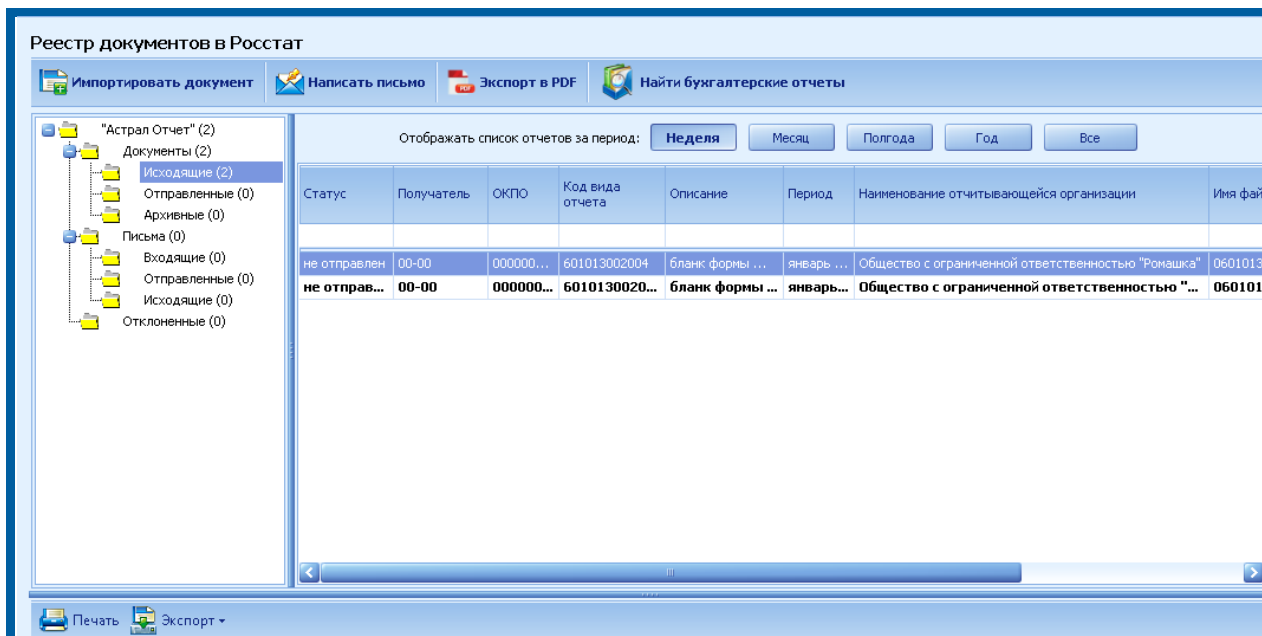 Реестр документов в Росстат
Импортировать документ Написать письмо Экспорт в PDF Найти бухгалтерские отчеты
"Астрал Отчет" (2)
Документы (2)
Исходящие (2)
Отправленные (0)
Архивные (0)
Письма (0)
Входящие (0)
Отправленные (0)
Исходящие (0)
Отклоненные (0)
Отображать список отчетов за период: Неделя Месяц Полгода Год Все
Статус Получатель ОКПО Код вида отчета Описание Период Наименование отчитывающейся организации Имя фай
не отправлен 00-00 000000... 601013002004 бланк формы ... январь ... Общество с ограниченной ответственностью "Ромашка" 0601013
не отправ... 00-00 000000... 6010130020... бланк формы ... январь... Общество с ограниченной ответственностью "... 060101
Печать Экспорт